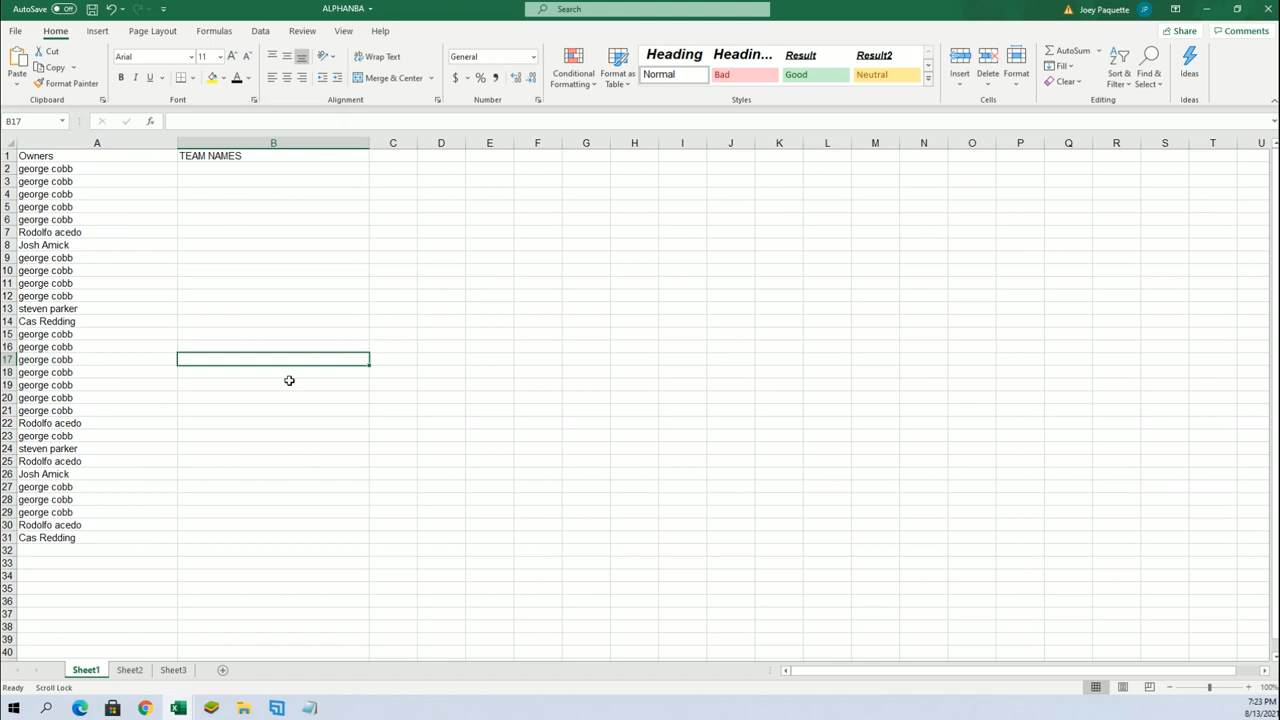 AutoSave Off
ALPHANBA
Search
Joey Paquette JP
File Home Insert Page Layout Formulas Data Review View Help
Share Comments
Paste
Cut
Copy
Format Painter
Clipboard
Arial 11
B I U
Font
Wrap Text
Merge & Center
Alignment
General
$ % ,
Number
Conditional Formatting
Format as Table
Heading Headin... Result Result2
Normal Bad Good Neutral
Styles
Insert Delete Format
Cells
AutoSum
Fill
Clear
Sort & Filter
Find & Select
Editing
Ideas
Ideas
B17 fx
A B C D E F G H I J K L M N O P Q R S T U
1 Owners TEAM NAMES
2 george cobb
3 george cobb
4 george cobb
5 george cobb
6 george cobb
7 Rodolfo acedo
8 Josh Amick
9 george cobb
10 george cobb
11 george cobb
12 george cobb
13 steven parker
14 Cas Redding
15 george cobb
16 george cobb
17 george cobb
18 george cobb
19 george cobb
20 george cobb
21 george cobb
22 Rodolfo acedo
23 george cobb
24 steven parker
25 Rodolfo acedo
26 Josh Amick
27 george cobb
28 george cobb
29 george cobb
30 Rodolfo acedo
31 Cas Redding
32
33
34
35
36
37
38
39
40
Sheet1 Sheet2 Sheet3
Ready Scroll Lock
100%
7:23 PM